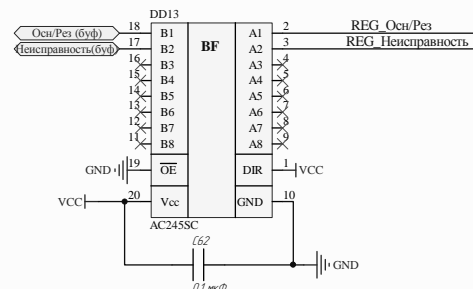 DD13
Осн/Рез (буф) 18 B1 BF A1 2 REG_Осн/Рез
Неисправность(буф) 17 B2 A2 3 REG_Неисправность
16 B3 A3 4
15 B4 A4 5
14 B5 A5 6
13 B6 A6 7
12 B7 A7 8
11 B8 A8 9
GND 19 OE DIR 1 VCC
VCC 20 Vcc GND 10
AC245SC
C62
GND
0.1 мкФ